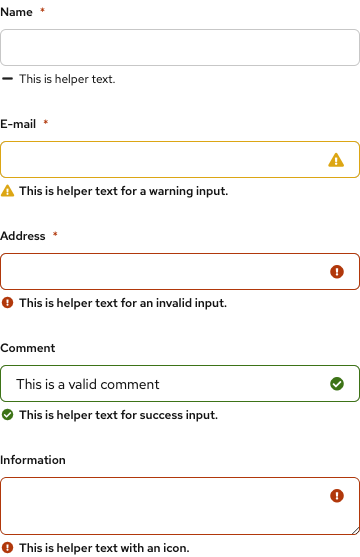 Name *
This is helper text.
E-mail *
This is helper text for a warning input.
Address *
This is helper text for an invalid input.
Comment
This is a valid comment
This is helper text for success input.
Information
This is helper text with an icon.